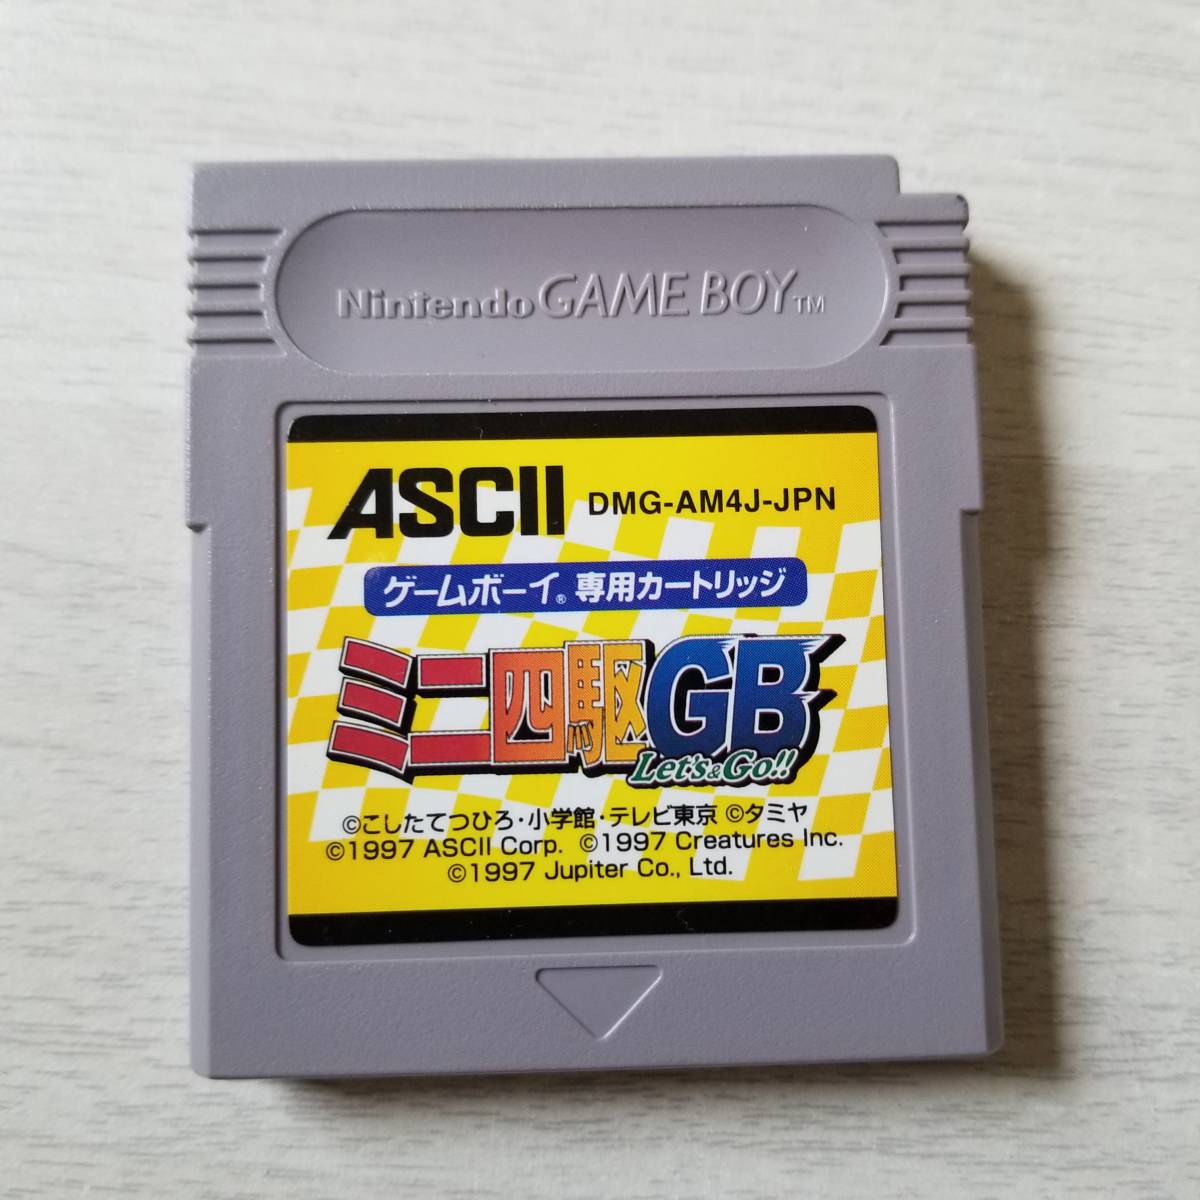 Nintendo GAME BOY™
ASCII DMG-AM4J-JPN
ゲームボーイ® 専用カートリッジ
ミニ四駆GB
Let's&Go!!
©こしたてつひろ・小学館・テレビ東京 ©タミヤ
©1997 ASCII Corp. ©1997 Creatures Inc.
©1997 Jupiter Co., Ltd.